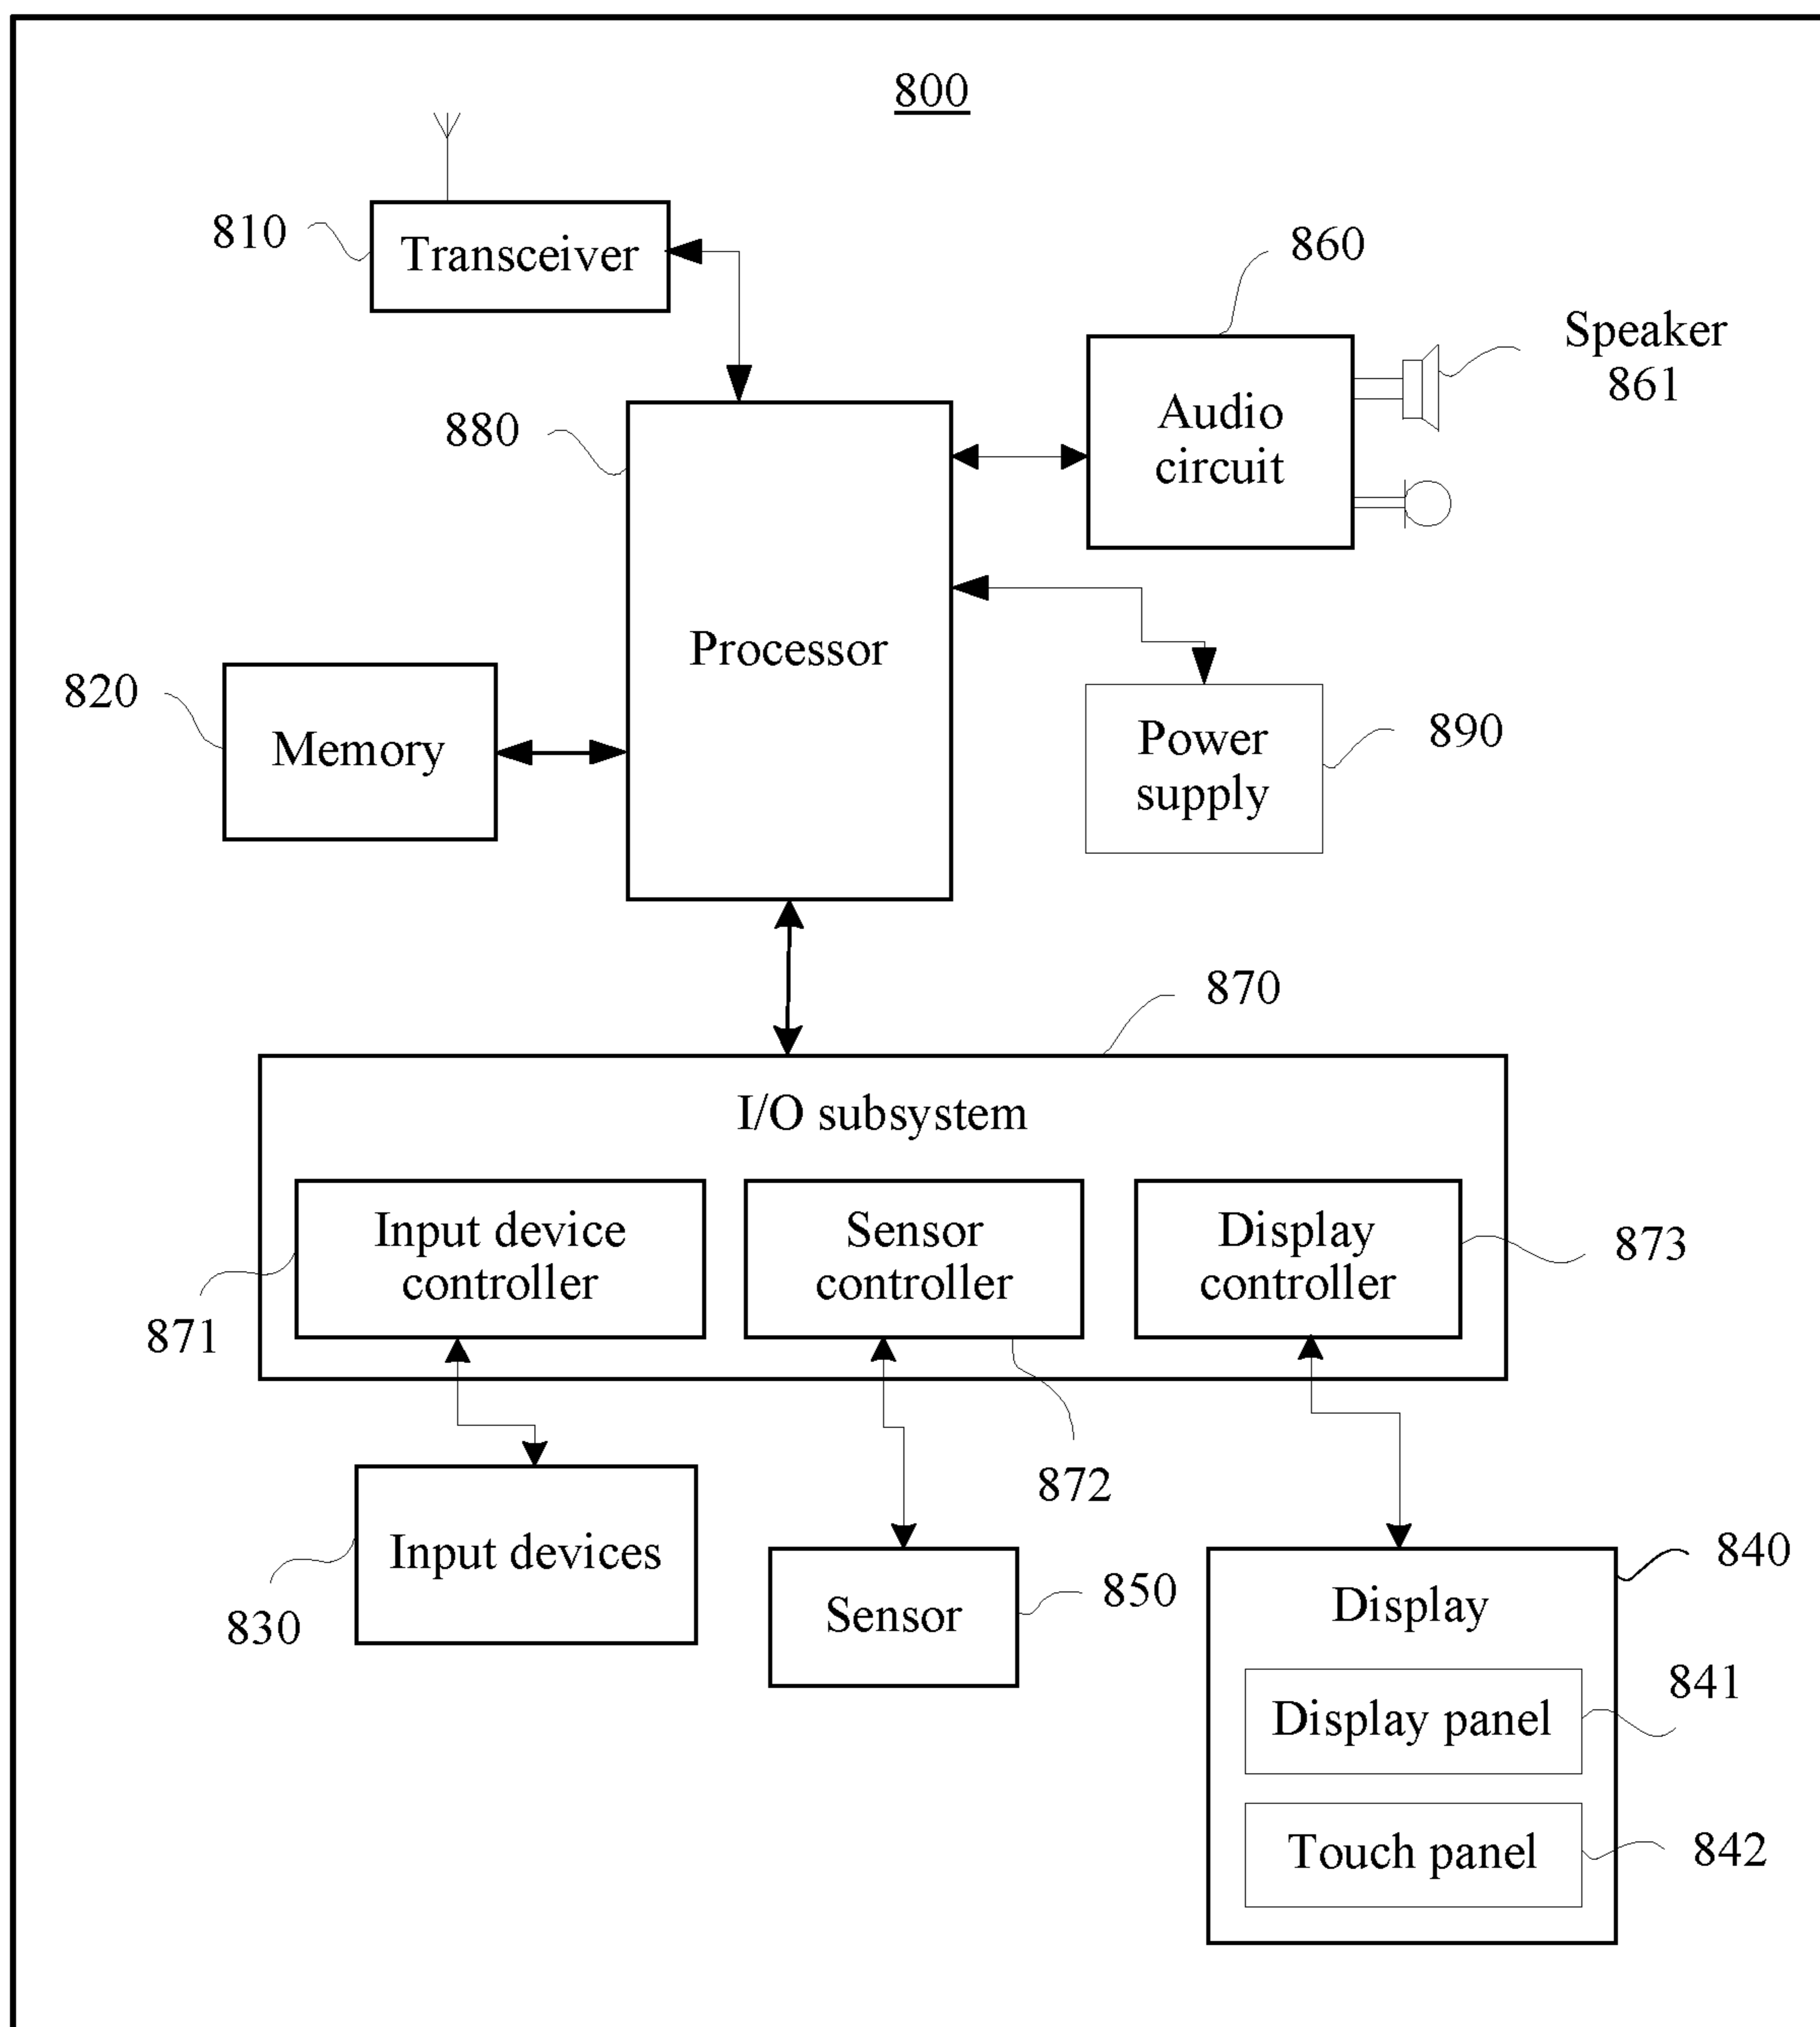 800
810
Transceiver
860
Speaker
861
Audio
circuit
880
Processor
820
Memory
Power
supply
890
870
I/O subsystem
Input device
controller
Sensor
controller
Display
controller
873
871
872
Input devices
830
Sensor
850
840
Display
841
Display panel
Touch panel
842